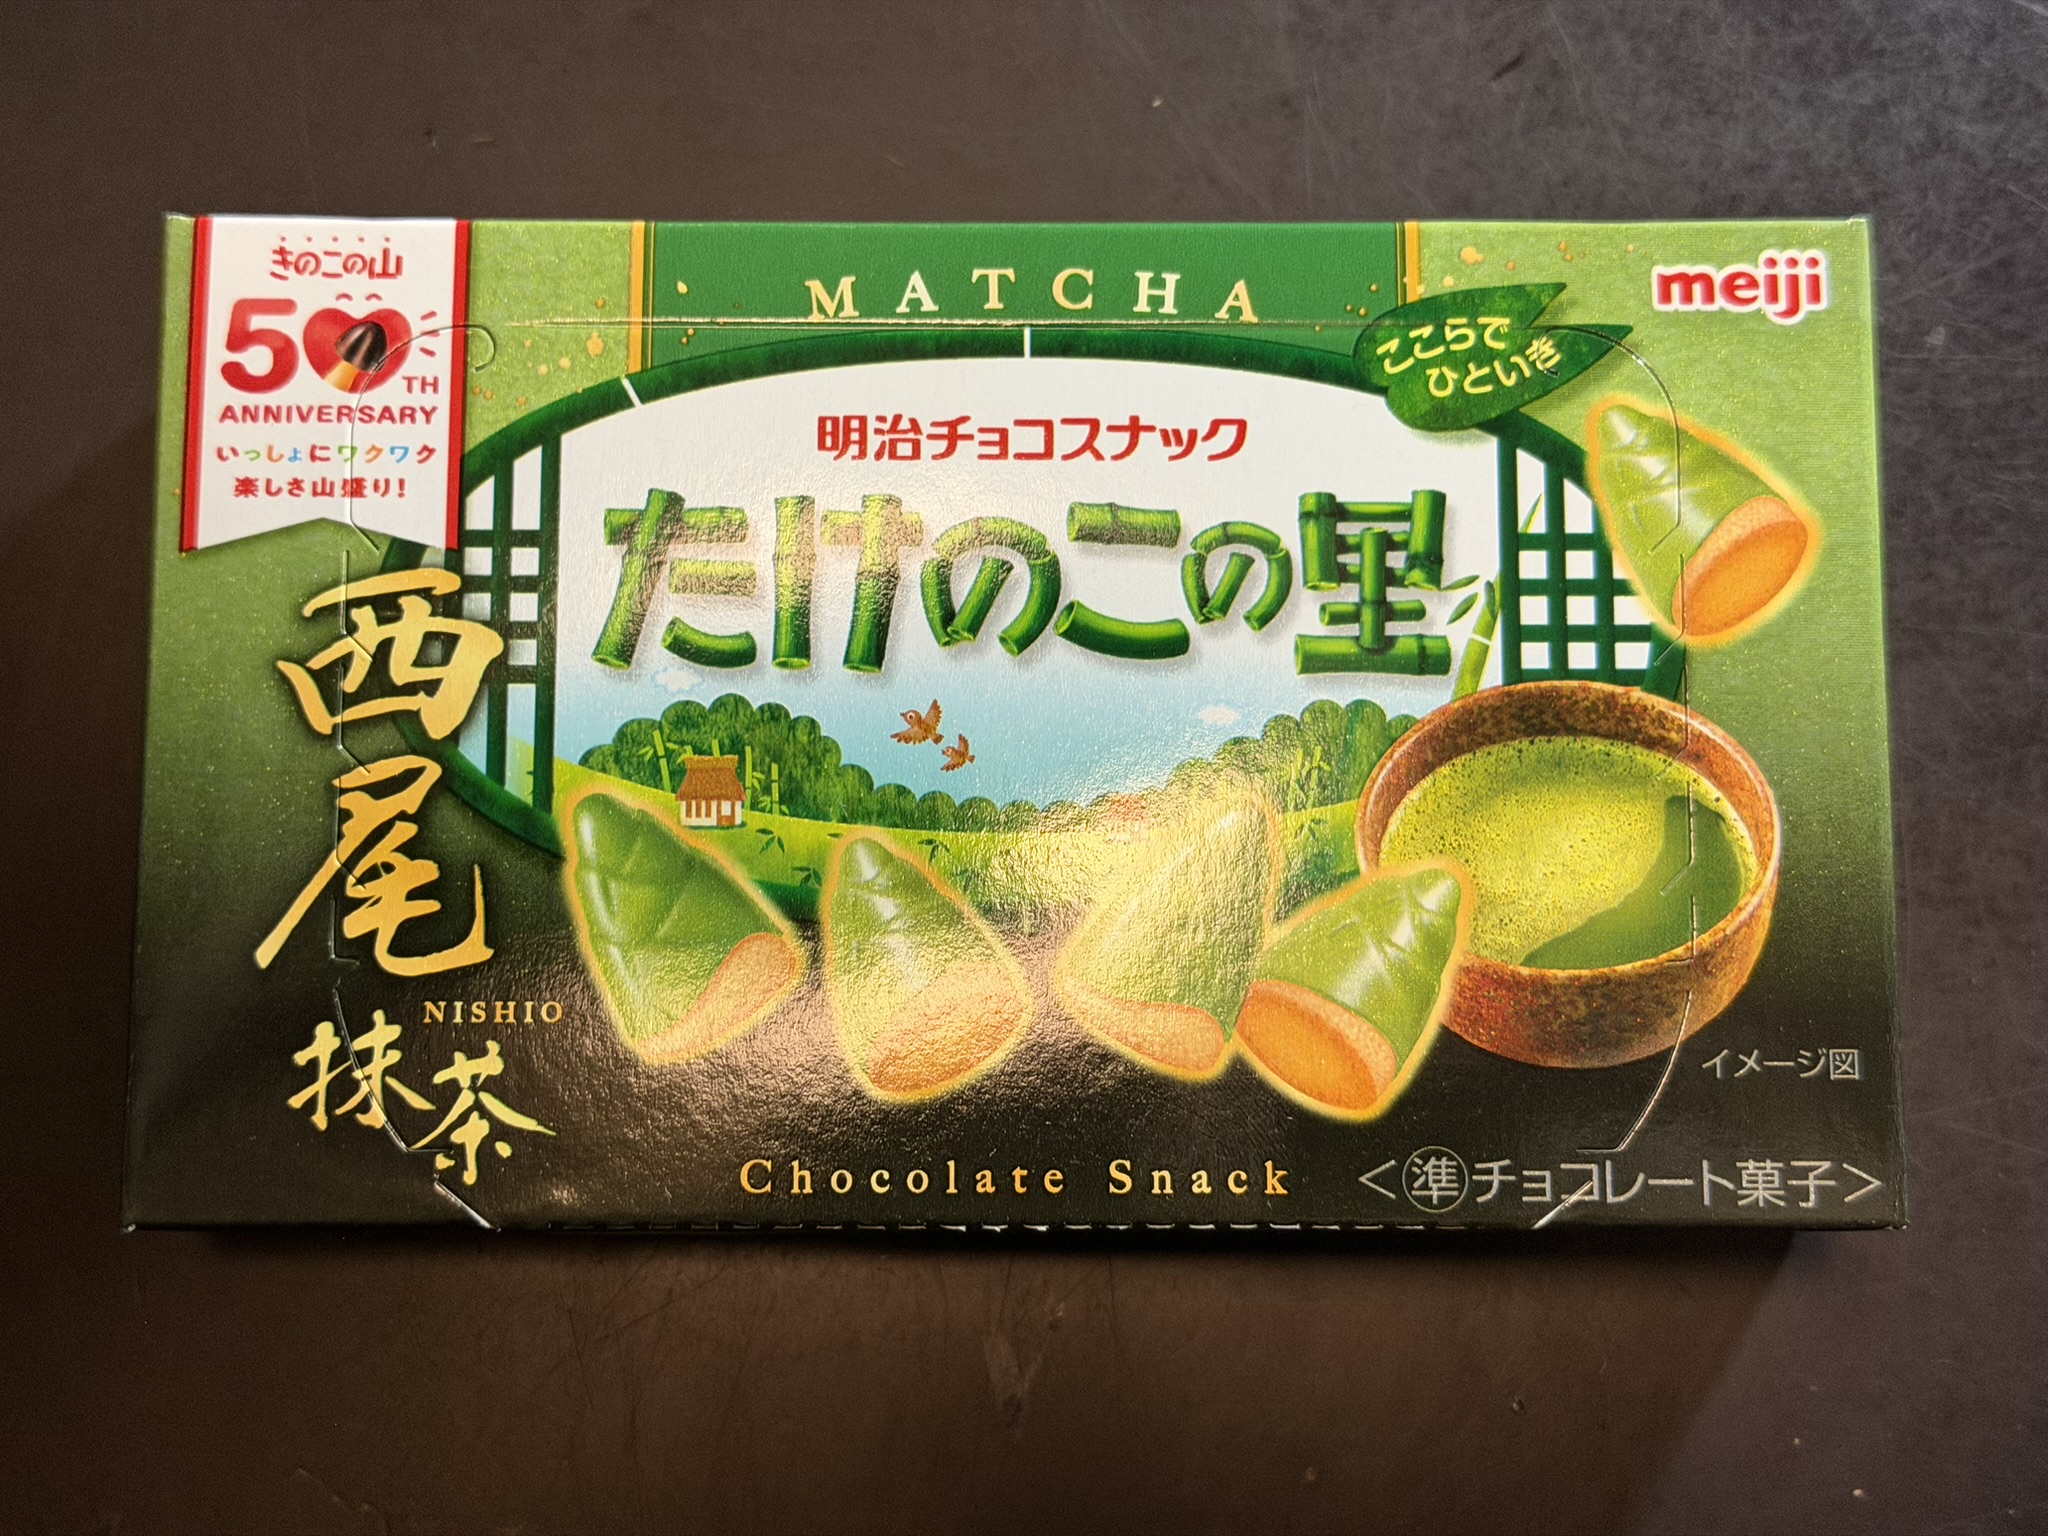 きのこの山
50TH
ANNIVERSARY
いっしょにワクワク
楽しさ山盛り!
MATCHA
meiji
ここらで
ひといき
明治チョコスナック
たけのこの里
西尾
NISHIO
抹茶
イメージ図
Chocolate Snack
<㊜チョコレート菓子>